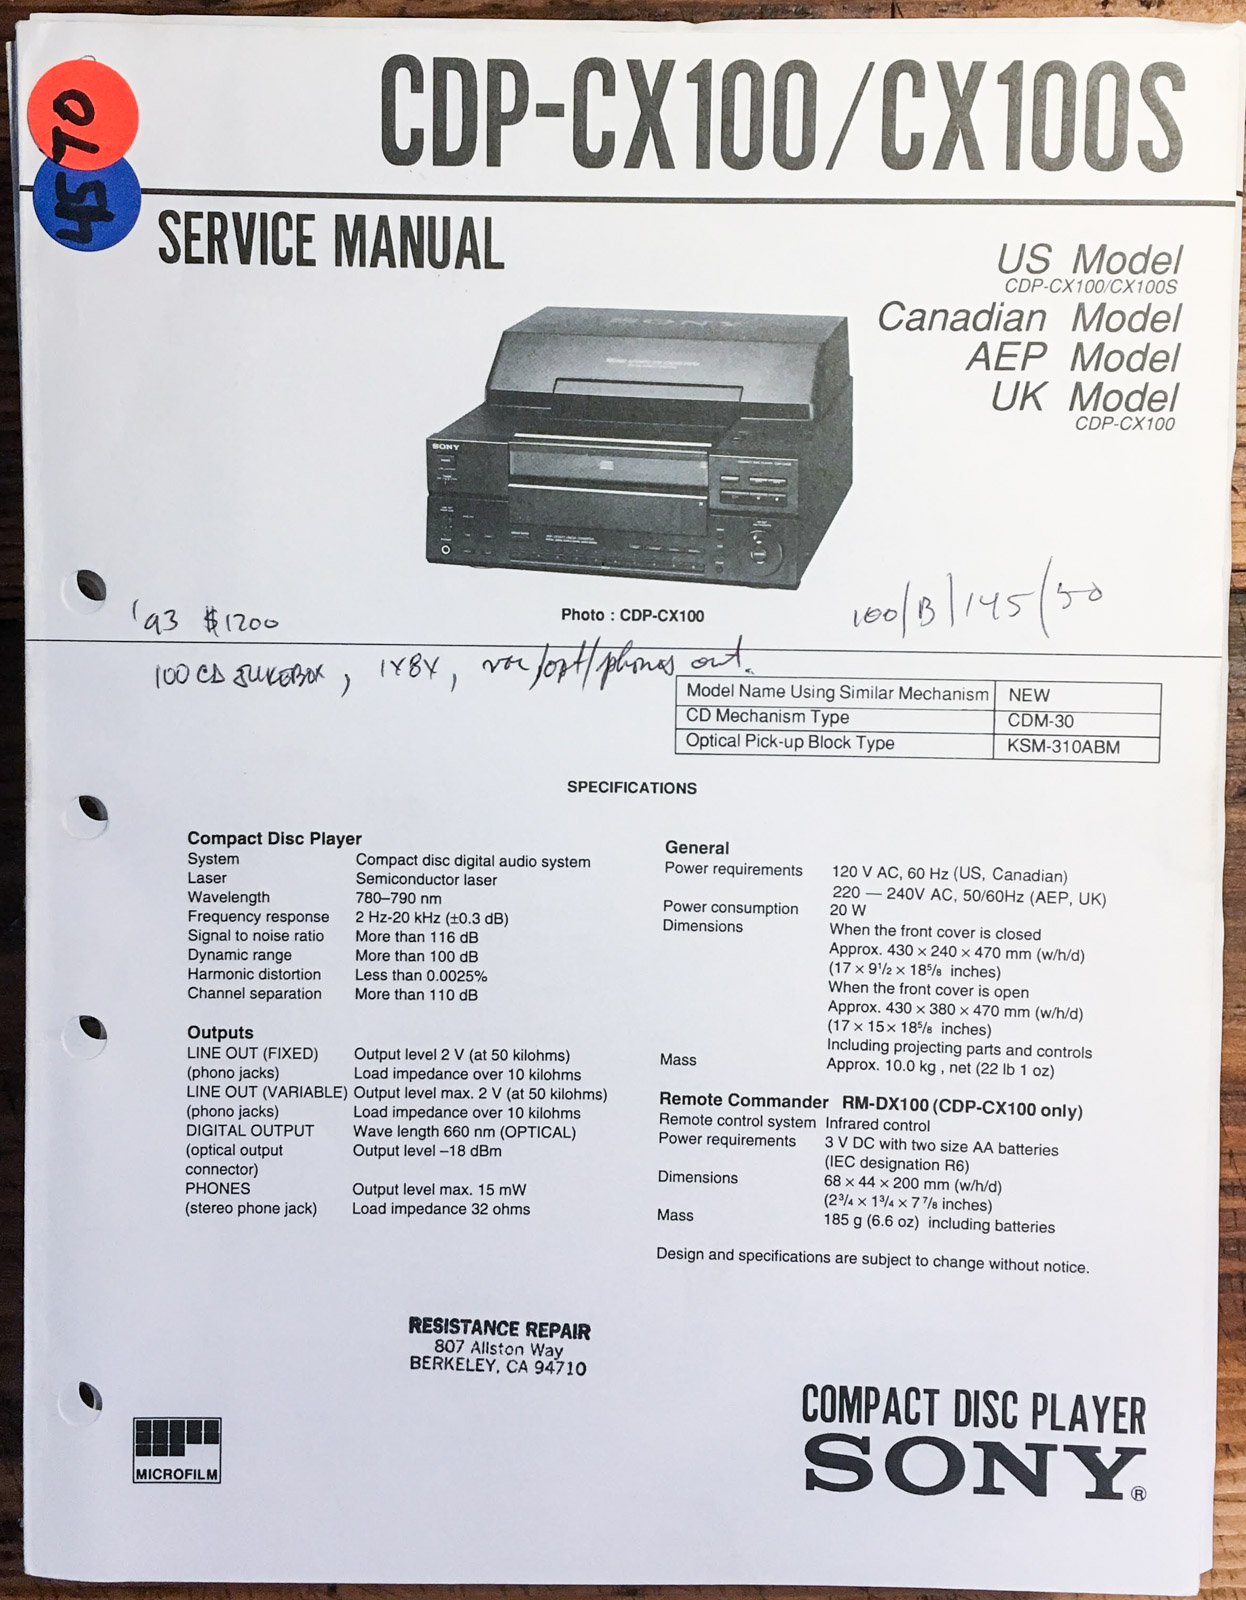 CDP-CX100/CX100S
4570
SERVICE MANUAL
US Model
CDP-CX100/CX100S
Canadian Model
AEP Model
UK Model
CDP-CX100
SONY
SONY
Photo : CDP-CX100
'93 $1200
100/B/145/50
100 CD JUKEBOX, 1X8X, var/opt/phones out.
Model Name Using Similar Mechanism NEW
CD Mechanism Type CDM-30
Optical Pick-up Block Type KSM-310ABM
SPECIFICATIONS
Compact Disc Player
System Compact disc digital audio system
Laser Semiconductor laser
Wavelength 780–790 nm
Frequency response 2 Hz-20 kHz (±0.3 dB)
Signal to noise ratio More than 116 dB
Dynamic range More than 100 dB
Harmonic distortion Less than 0.0025%
Channel separation More than 110 dB
Outputs
LINE OUT (FIXED) Output level 2 V (at 50 kilohms)
(phono jacks) Load impedance over 10 kilohms
LINE OUT (VARIABLE) Output level max. 2 V (at 50 kilohms)
(phono jacks) Load impedance over 10 kilohms
DIGITAL OUTPUT Wave length 660 nm (OPTICAL)
(optical output Output level –18 dBm
connector)
PHONES Output level max. 15 mW
(stereo phone jack) Load impedance 32 ohms
General
Power requirements 120 V AC, 60 Hz (US, Canadian)
220 — 240V AC, 50/60Hz (AEP, UK)
Power consumption 20 W
Dimensions When the front cover is closed
Approx. 430 × 240 × 470 mm (w/h/d)
(17 × 9 1/2 × 18 5/8 inches)
When the front cover is open
Approx. 430 × 380 × 470 mm (w/h/d)
(17 × 15 × 18 5/8 inches)
Including projecting parts and controls
Mass Approx. 10.0 kg , net (22 lb 1 oz)
Remote Commander RM-DX100 (CDP-CX100 only)
Remote control system Infrared control
Power requirements 3 V DC with two size AA batteries
(IEC designation R6)
Dimensions 68 × 44 × 200 mm (w/h/d)
(2 3/4 × 1 3/4 × 7 7/8 inches)
Mass 185 g (6.6 oz) including batteries
Design and specifications are subject to change without notice.
RESISTANCE REPAIR
807 Allston Way
BERKELEY, CA 94710
MICROFILM
COMPACT DISC PLAYER
SONY®